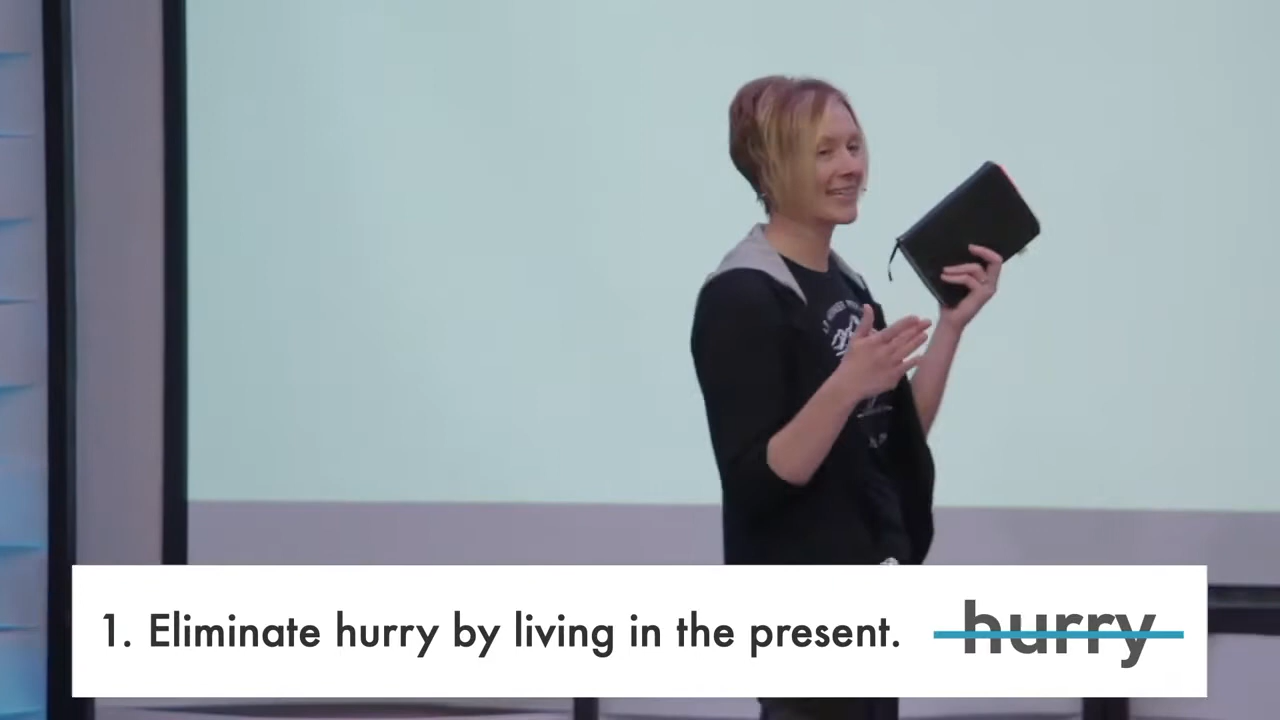 1. Eliminate hurry by living in the present.
hurry